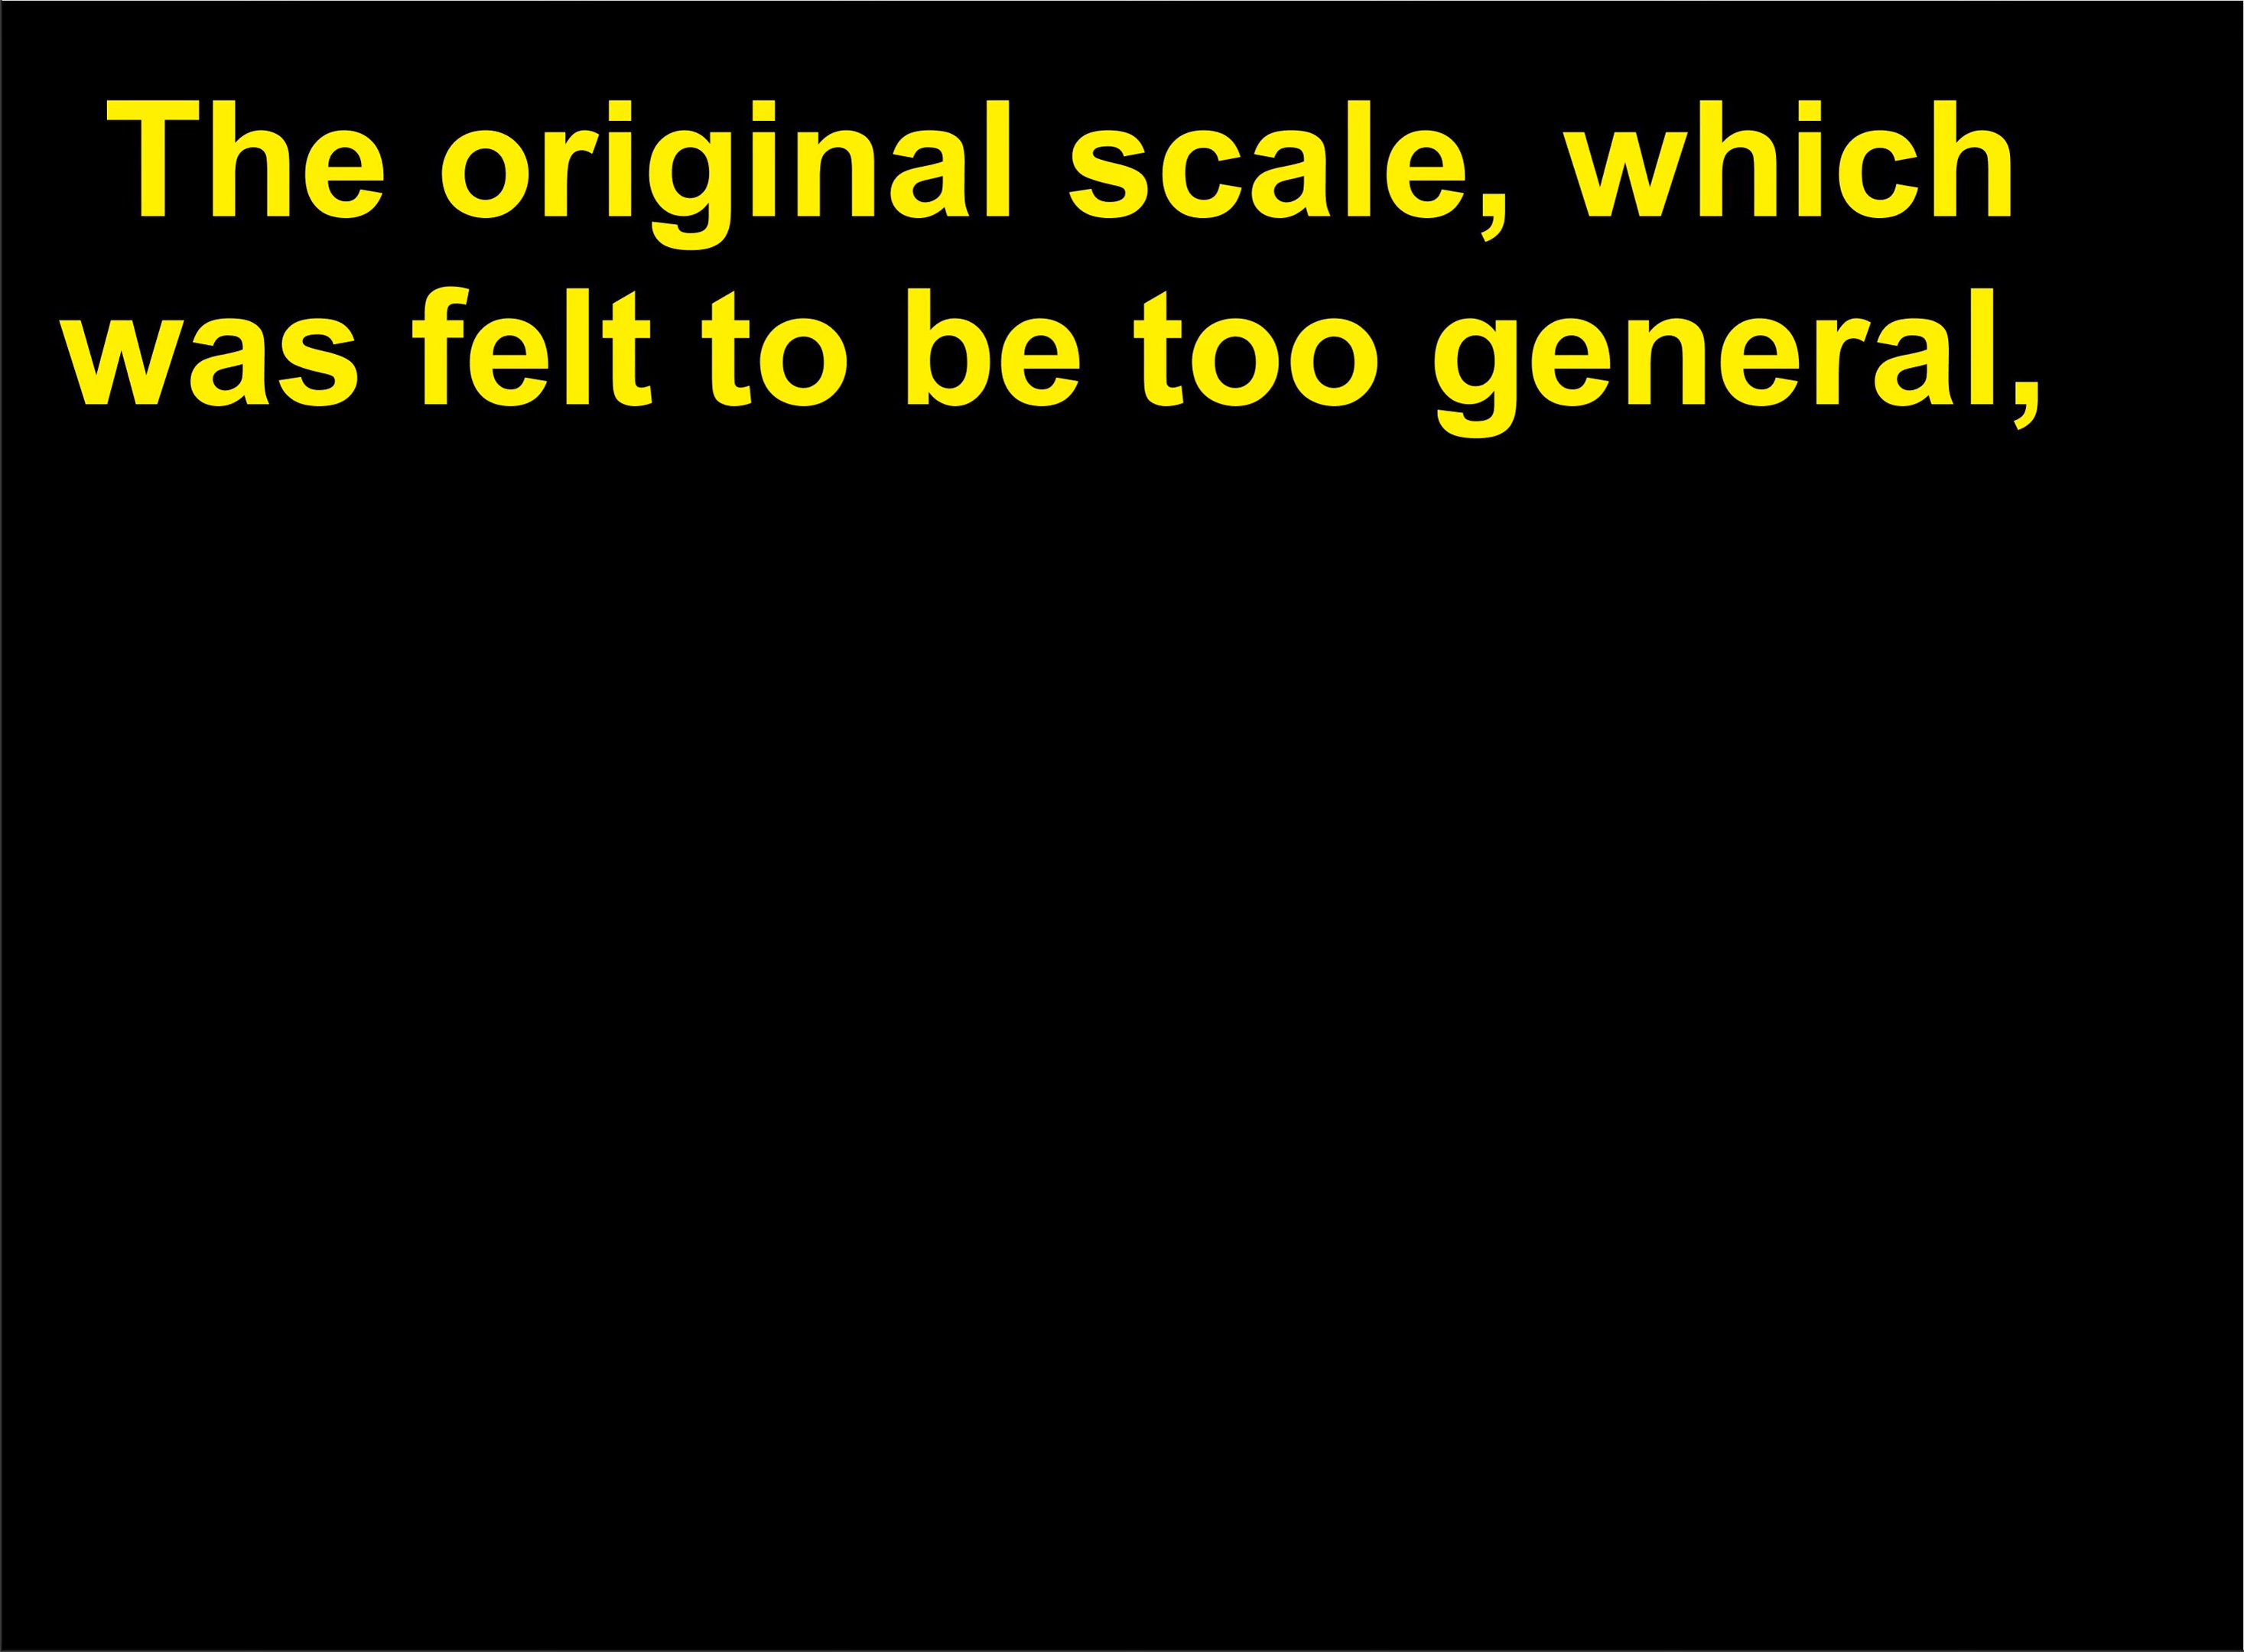 The original scale, which
was felt to be too general,